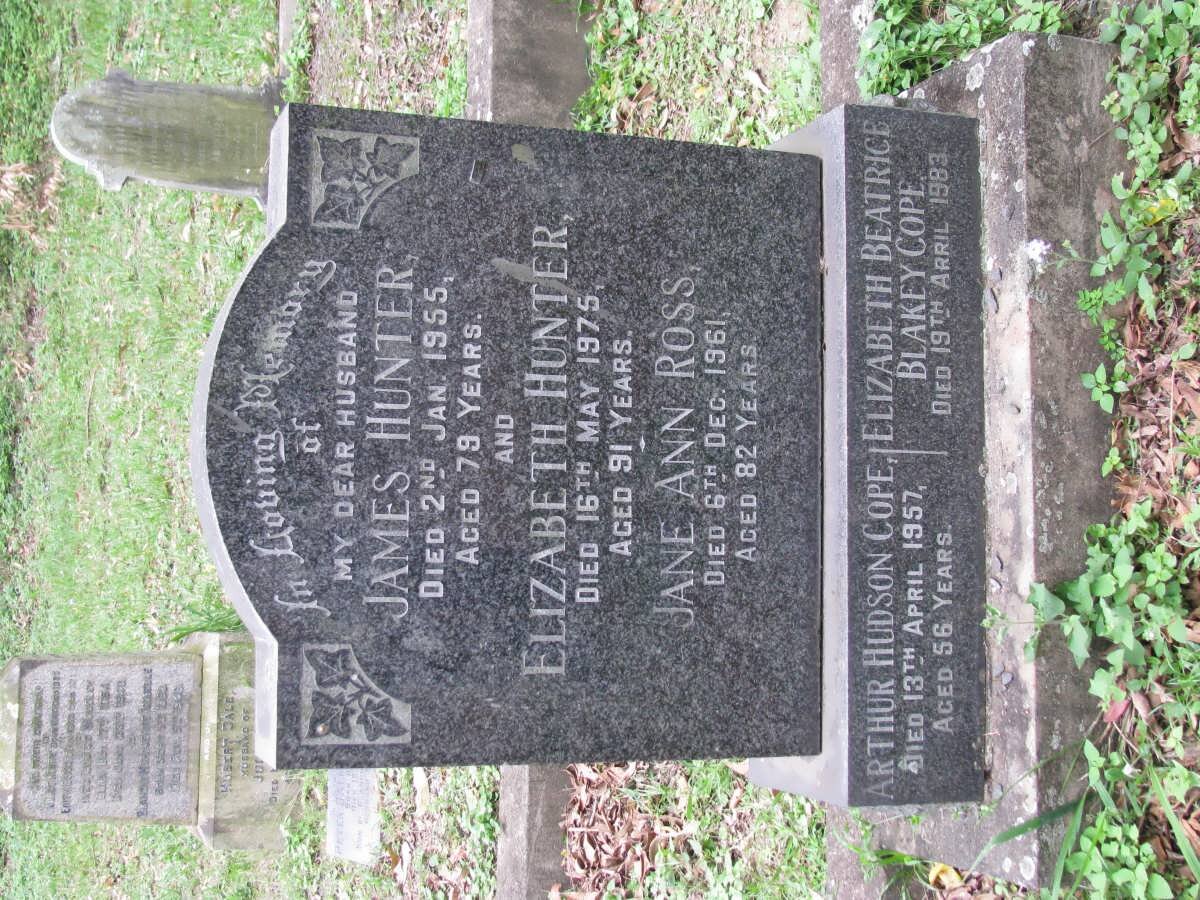 In Loving Memory
of
MY DEAR HUSBAND
JAMES HUNTER,
DIED 2ND JAN. 1955,
AGED 79 YEARS.
AND
ELIZABETH HUNTER,
DIED 16TH MAY 1975,
AGED 91 YEARS.
JANE ANN ROSS,
DIED 6TH DEC. 1961,
AGED 82 YEARS.
ARTHUR HUDSON COPE,
DIED 13TH APRIL 1957,
AGED 56 YEARS.
ELIZABETH BEATRICE
BLAKEY COPE
DIED 19TH APRIL 1983